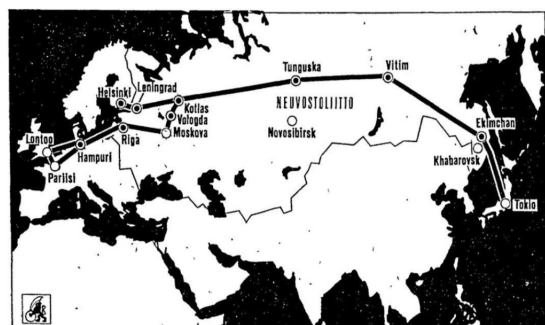 Tunguska
Vitim
Helsinki
Leningrad
Kotlas
NEUVOSTOLIITTO
Vologda
Ekimchan
Lontoo
Riga
Moskova
Novosibirsk
Hampuri
Khabarovsk
Pariisi
Tokio